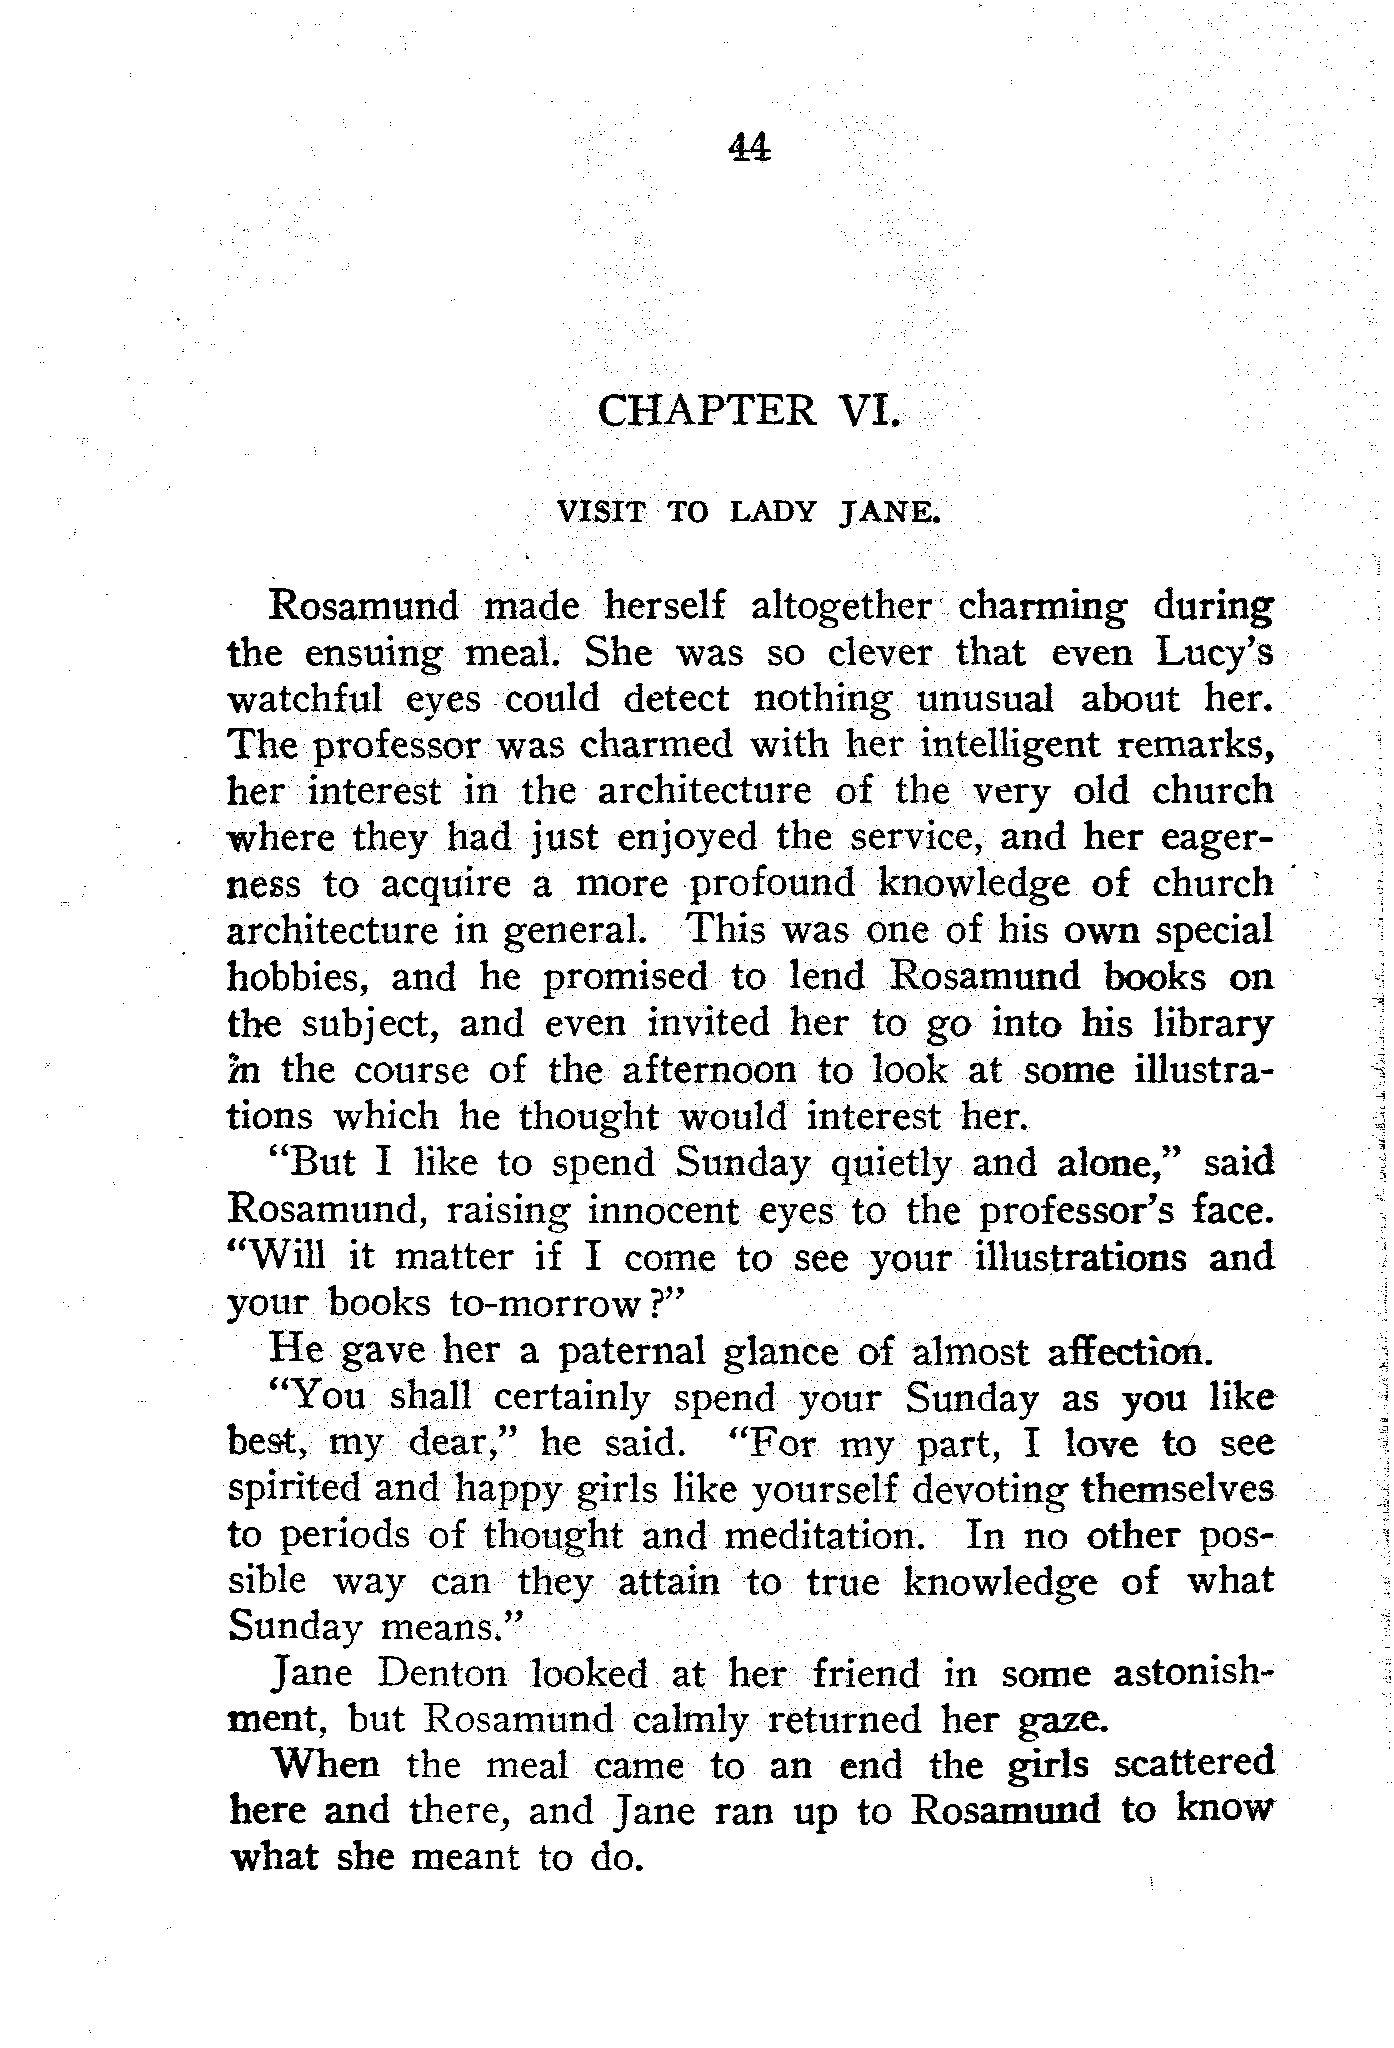 44
CHAPTER VI.
VISIT TO LADY JANE.
Rosamund made herself altogether charming during
the ensuing meal. She was so clever that even Lucy's
watchful eyes could detect nothing unusual about her.
The professor was charmed with her intelligent remarks,
her interest in the architecture of the very old church
where they had just enjoyed the service, and her eager-
ness to acquire a more profound knowledge of church
architecture in general. This was one of his own special
hobbies, and he promised to lend Rosamund books on
the subject, and even invited her to go into his library
in the course of the afternoon to look at some illustra-
tions which he thought would interest her.
"But I like to spend Sunday quietly and alone," said
Rosamund, raising innocent eyes to the professor's face.
"Will it matter if I come to see your illustrations and
your books to-morrow?"
He gave her a paternal glance of almost affection.
"You shall certainly spend your Sunday as you like
best, my dear," he said. "For my part, I love to see
spirited and happy girls like yourself devoting themselves
to periods of thought and meditation. In no other pos-
sible way can they attain to true knowledge of what
Sunday means."
Jane Denton looked at her friend in some astonish-
ment, but Rosamund calmly returned her gaze.
When the meal came to an end the girls scattered
here and there, and Jane ran up to Rosamund to know
what she meant to do.